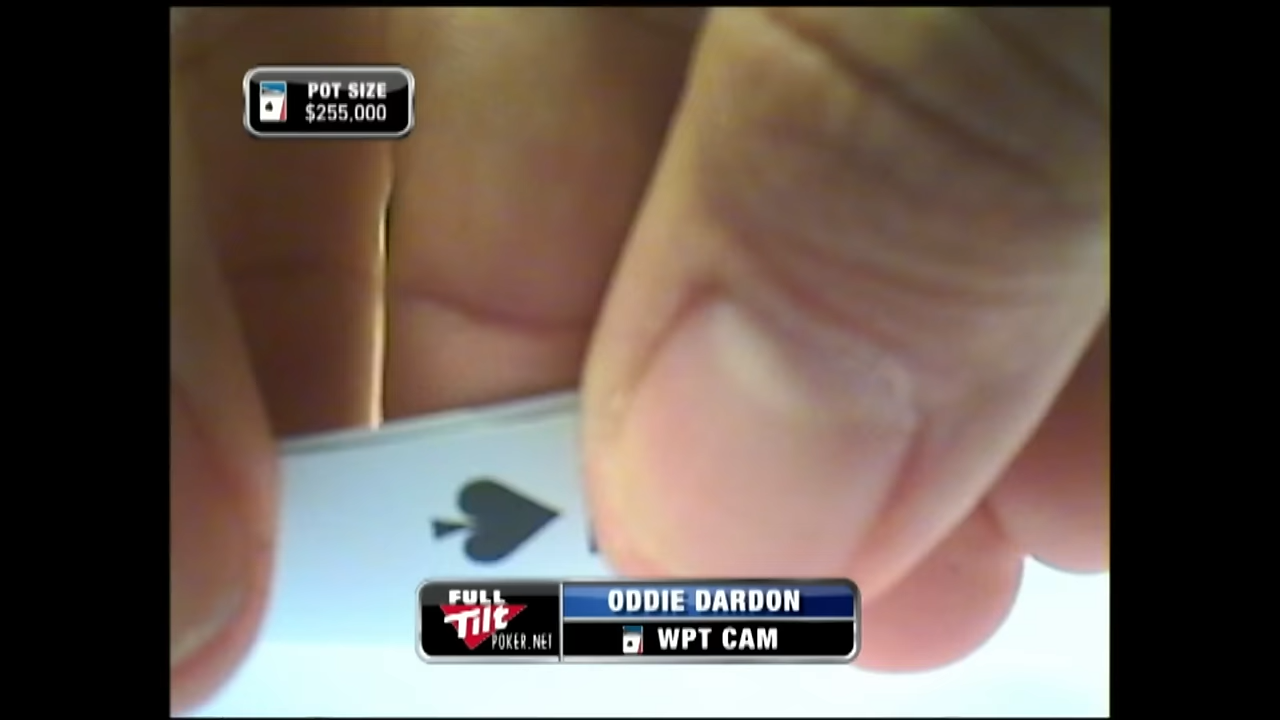 POT SIZE
$255,000
FULL
Tilt
POKER.NET
ODDIE DARDON
WPT CAM